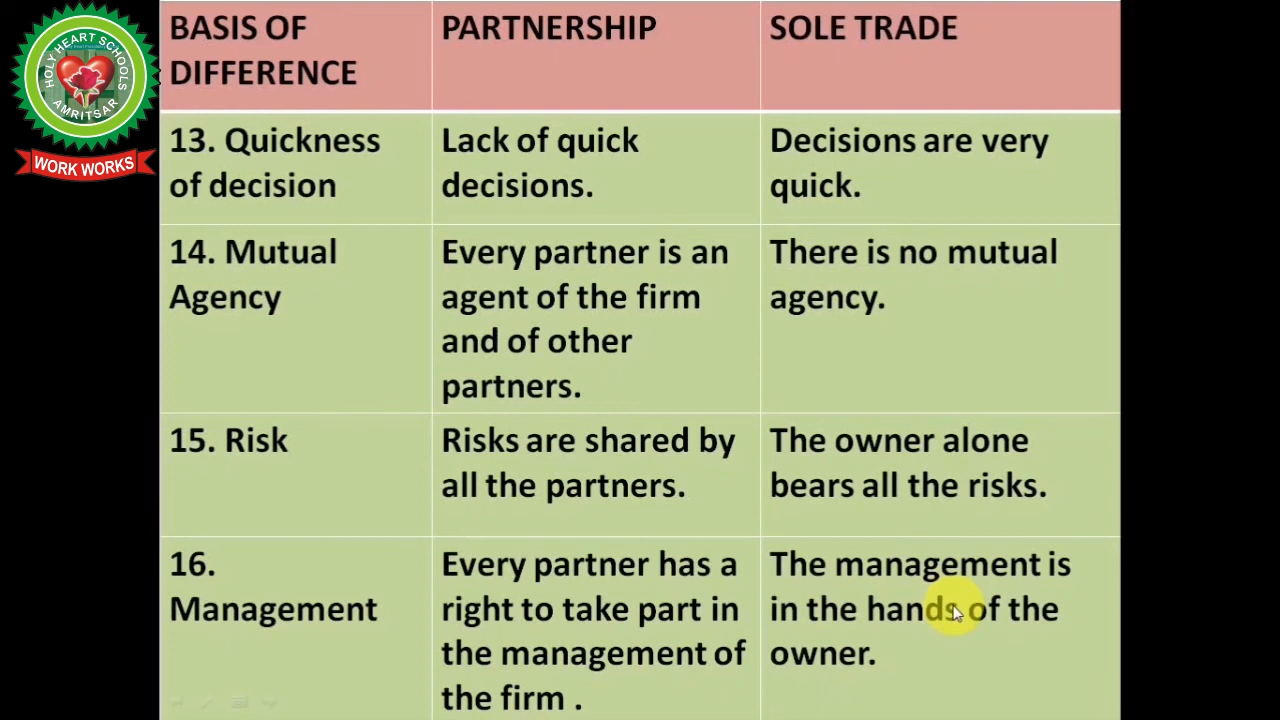 HOLY HEART SCHOOLS
AMRITSAR
WORK WORKS
BASIS OF
DIFFERENCE
PARTNERSHIP
SOLE TRADE
13. Quickness
of decision
Lack of quick
decisions.
Decisions are very
quick.
14. Mutual
Agency
Every partner is an
agent of the firm
and of other
partners.
There is no mutual
agency.
15. Risk
Risks are shared by
all the partners.
The owner alone
bears all the risks.
16.
Management
Every partner has a
right to take part in
the management of
the firm .
The management is
in the hands of the
owner.